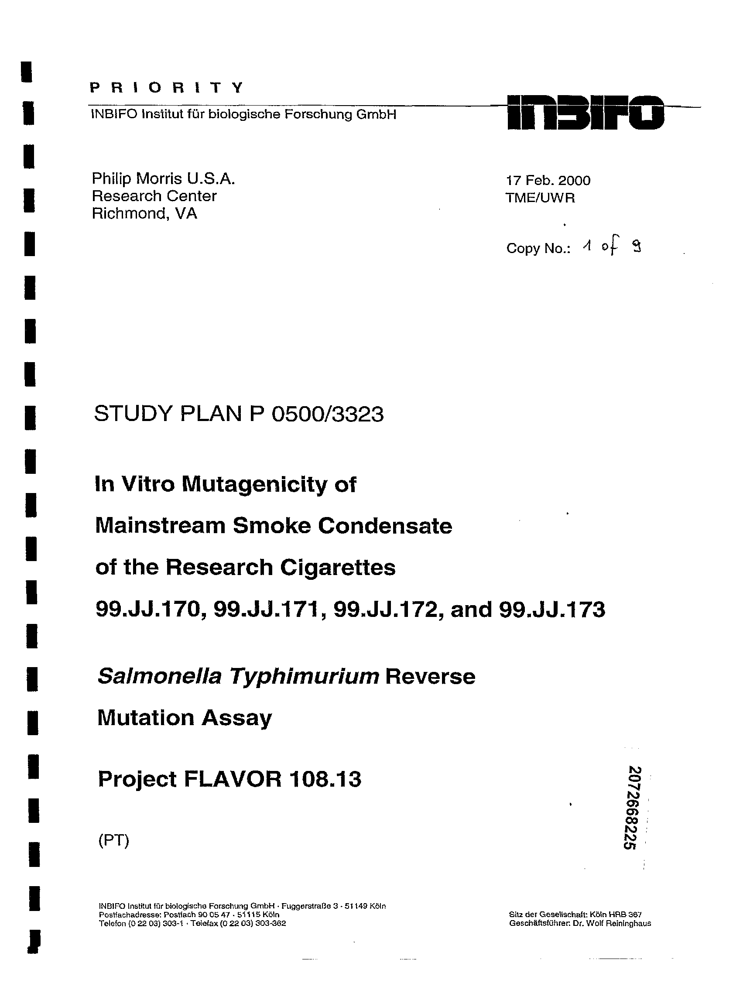 P R I O R I T Y
INBIFO Institut für biologische Forschung GmbH
INBIFO
Philip Morris U.S.A.
Research Center
Richmond, VA
17 Feb. 2000
TME/UWR
Copy No.: 1 of 9
STUDY PLAN P 0500/3323
In Vitro Mutagenicity of
Mainstream Smoke Condensate
of the Research Cigarettes
99.JJ.170, 99.JJ.171, 99.JJ.172, and 99.JJ.173
Salmonella Typhimurium Reverse
Mutation Assay
Project FLAVOR 108.13
(PT)
2072668225
INBIFO Institut für biologische Forschung GmbH · Fuggerstraße 3 · 51149 Köln
Postfachadresse: Postfach 90 05 47 · 51115 Köln
Telefon (0 22 03) 303-1 · Telefax (0 22 03) 303-362
Sitz der Gesellschaft: Köln HRB 367
Geschäftsführer: Dr. Wolf Reininghaus